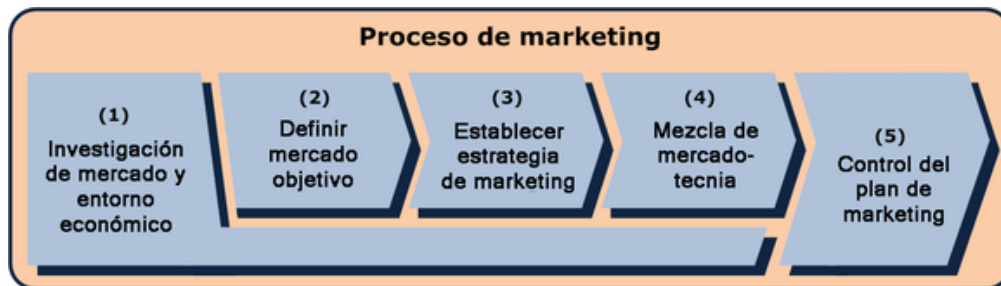 Proceso de marketing
(1)
Investigación
de mercado y
entorno
económico
(2)
Definir
mercado
objetivo
(3)
Establecer
estrategia
de marketing
(4)
Mezcla de
mercado-
tecnia
(5)
Control del
plan de
marketing